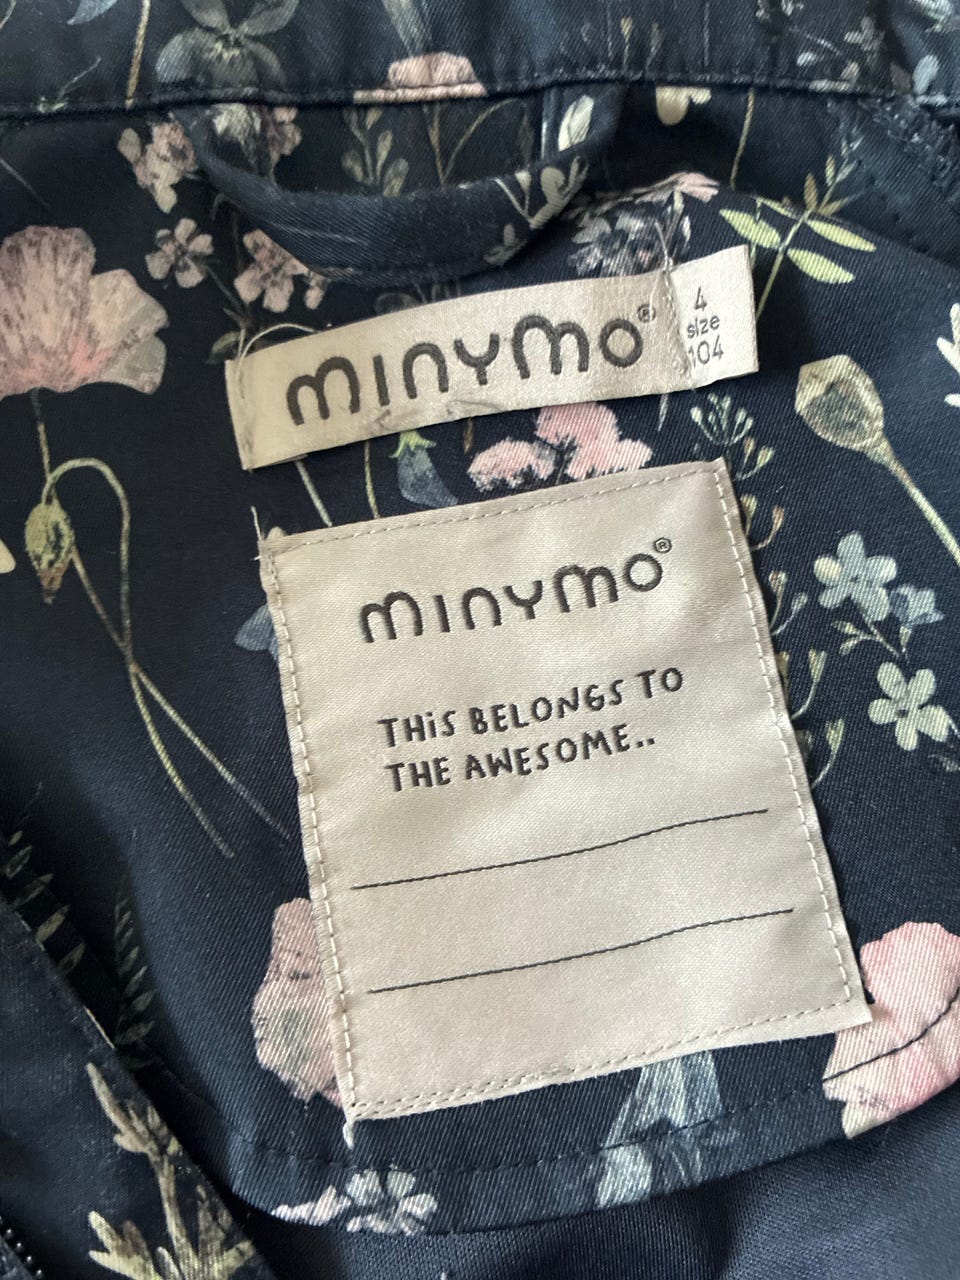 minymo®
4
size
104
minymo®
THiS BELONGS TO
THE AWESOME..